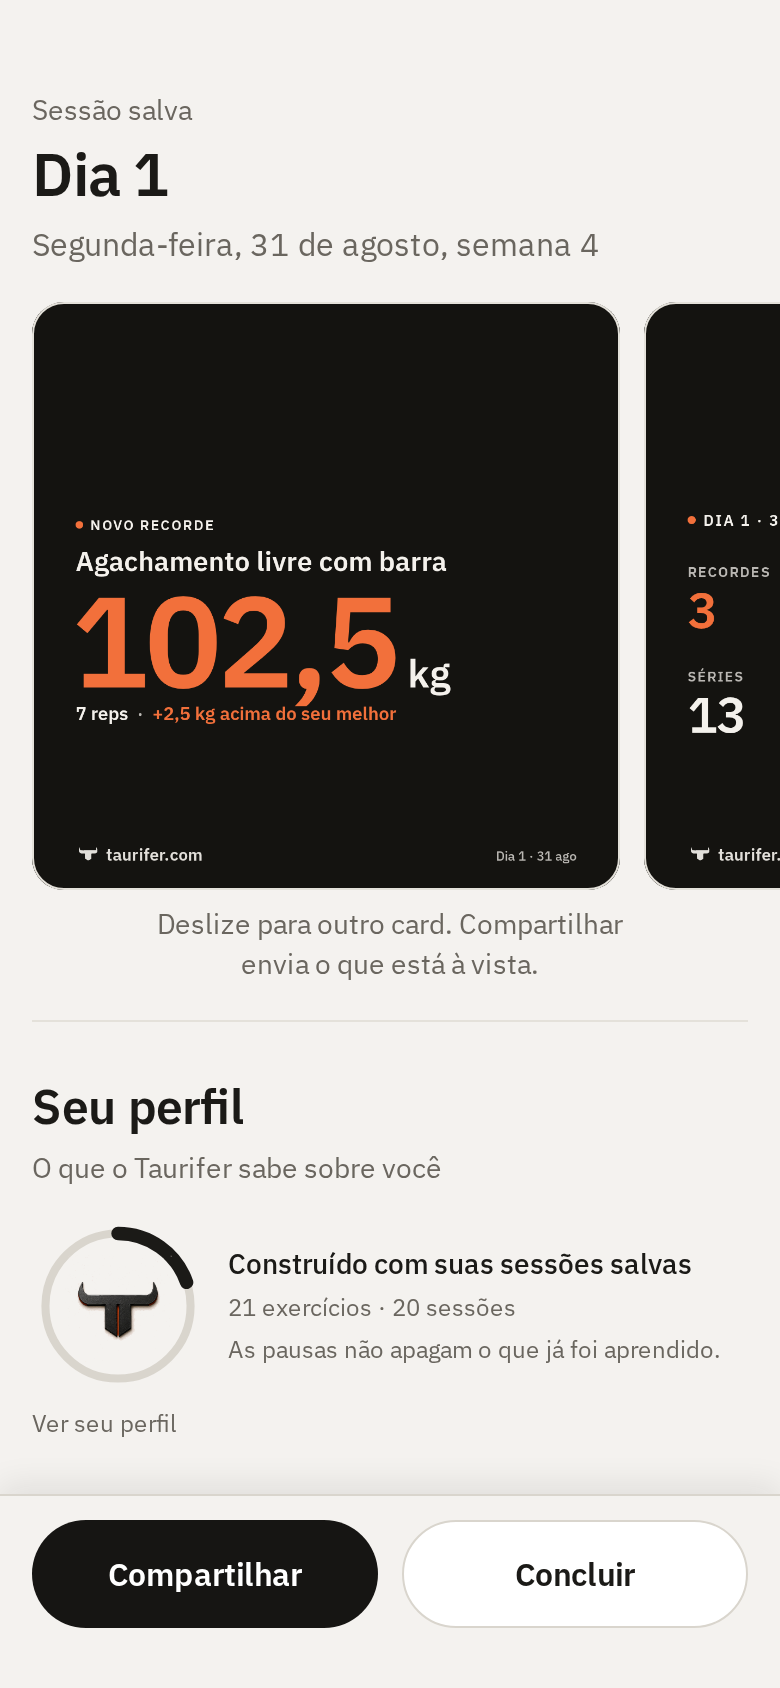 Sessão salva
Dia 1
Segunda-feira, 31 de agosto, semana 4
NOVO RECORDE
Agachamento livre com barra
102,5 kg
7 reps · +2,5 kg acima do seu melhor
taurifer.com
Dia 1 · 31 ago
DIA 1 · 3
RECORDES
3
SÉRIES
13
taurifer.
Deslize para outro card. Compartilhar
envia o que está à vista.
Seu perfil
O que o Taurifer sabe sobre você
Construído com suas sessões salvas
21 exercícios · 20 sessões
As pausas não apagam o que já foi aprendido.
Ver seu perfil
Compartilhar
Concluir